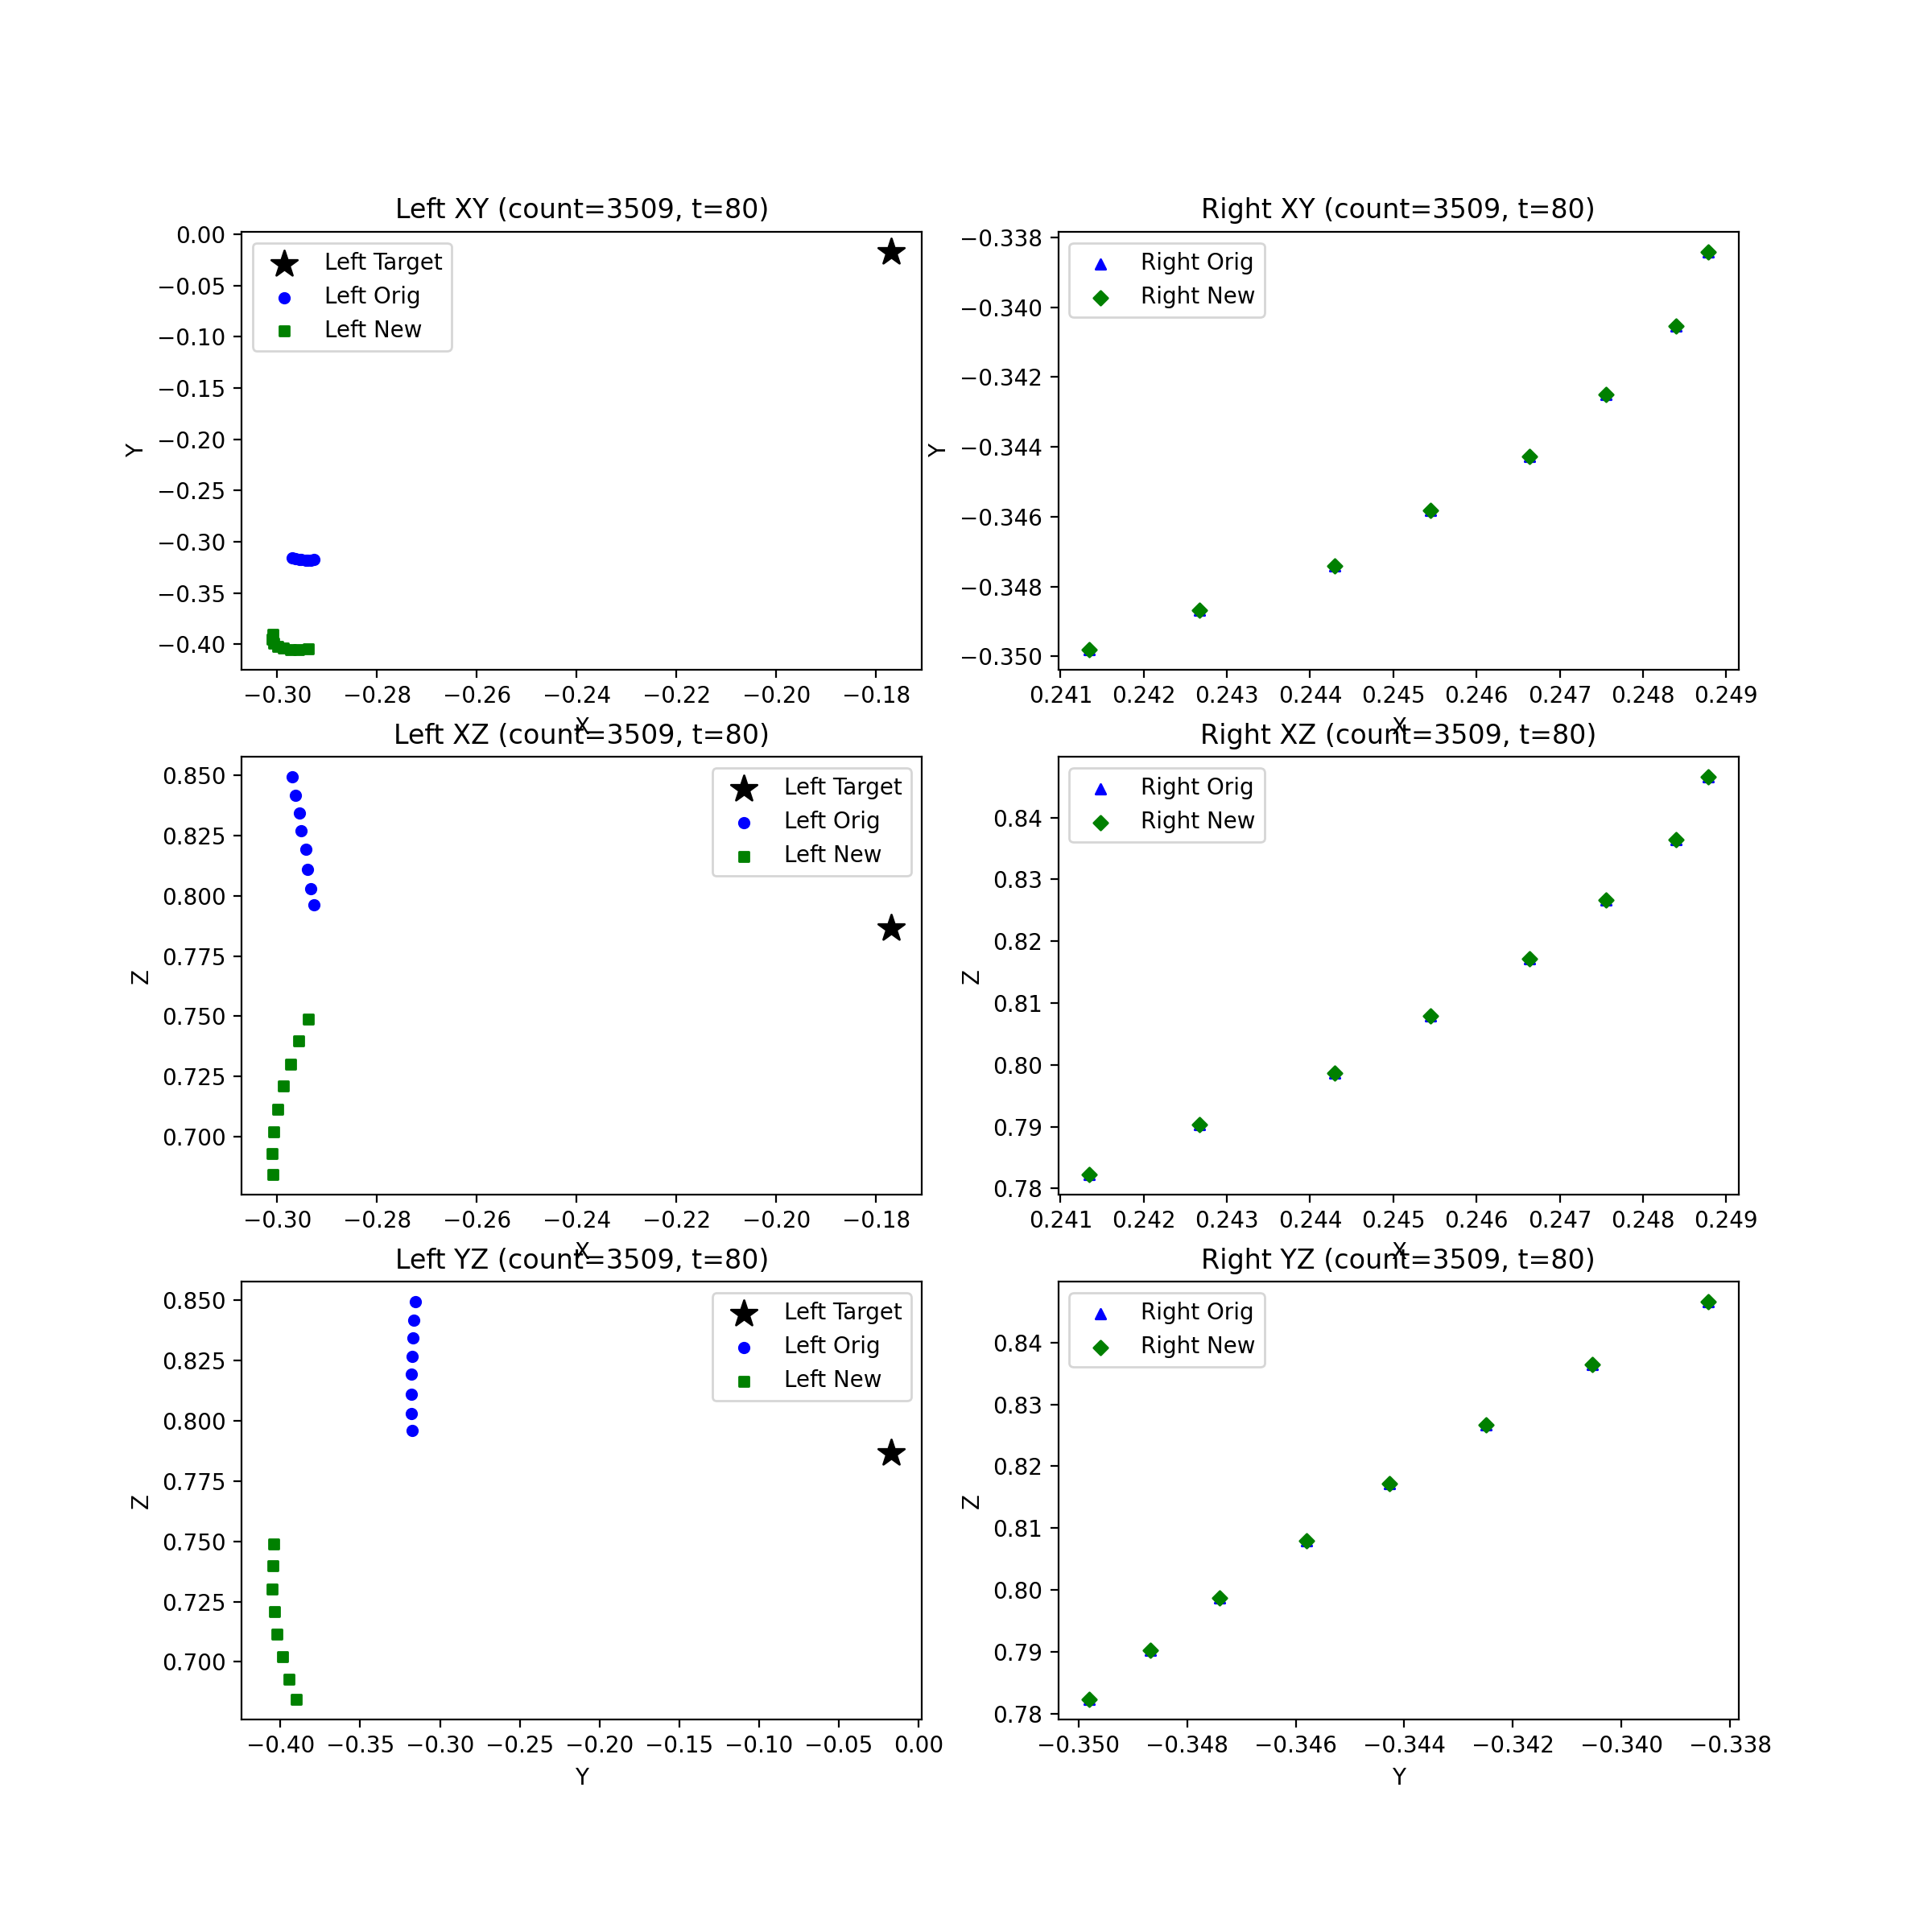 Left XY (count=3509, t=80)
0.00
−0.05
−0.10
−0.15
−0.20
−0.25
−0.30
−0.35
−0.40
Y
Left Target
Left Orig
Left New
−0.30 −0.28 −0.26 −0.24 −0.22 −0.20 −0.18
X
Right XY (count=3509, t=80)
−0.338
−0.340
−0.342
−0.344
−0.346
−0.348
−0.350
Y
Right Orig
Right New
0.241 0.242 0.243 0.244 0.245 0.246 0.247 0.248 0.249
X
Left XZ (count=3509, t=80)
0.850
0.825
0.800
0.775
0.750
0.725
0.700
Z
Left Target
Left Orig
Left New
−0.30 −0.28 −0.26 −0.24 −0.22 −0.20 −0.18
X
Right XZ (count=3509, t=80)
0.84
0.83
0.82
0.81
0.80
0.79
0.78
Z
Right Orig
Right New
0.241 0.242 0.243 0.244 0.245 0.246 0.247 0.248 0.249
X
Left YZ (count=3509, t=80)
0.850
0.825
0.800
0.775
0.750
0.725
0.700
Z
Left Target
Left Orig
Left New
−0.40 −0.35 −0.30 −0.25 −0.20 −0.15 −0.10 −0.05 0.00
Y
Right YZ (count=3509, t=80)
0.84
0.83
0.82
0.81
0.80
0.79
0.78
Z
Right Orig
Right New
−0.350 −0.348 −0.346 −0.344 −0.342 −0.340 −0.338
Y